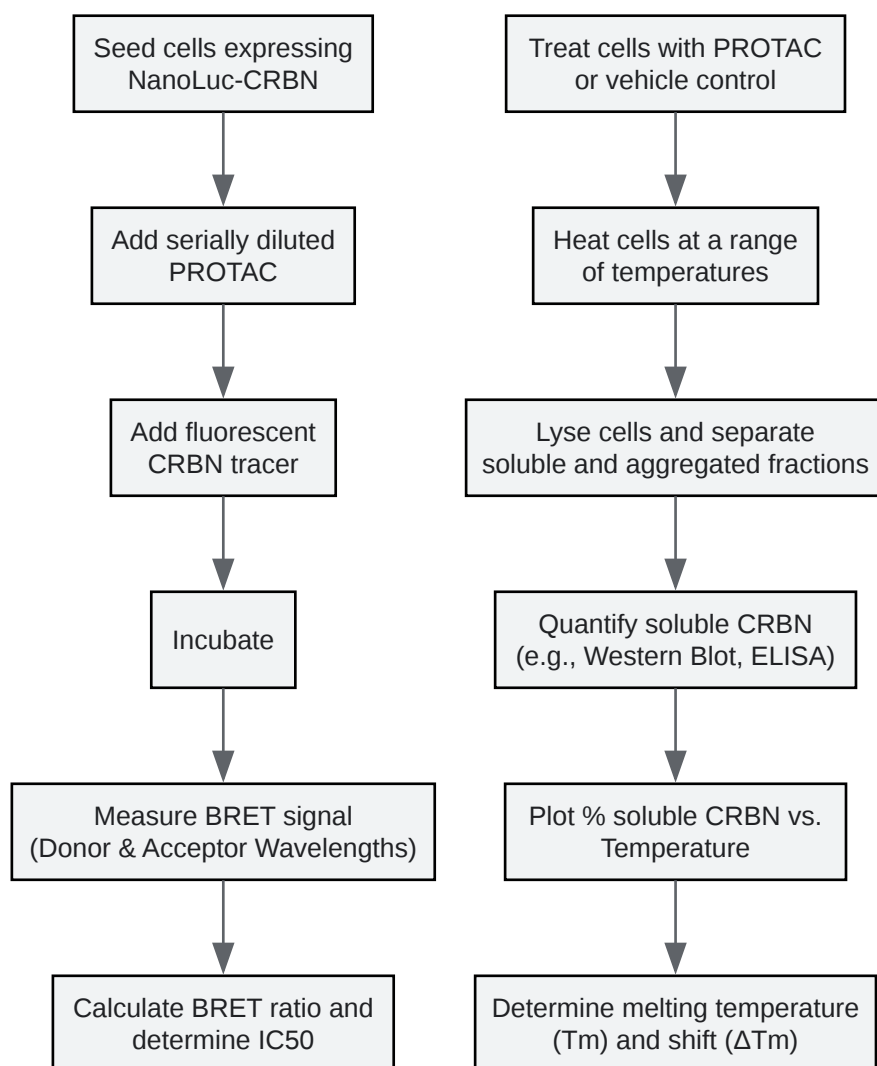 Seed cells expressing
NanoLuc-CRBN
Add serially diluted
PROTAC
Add fluorescent
CRBN tracer
Incubate
Measure BRET signal
(Donor & Acceptor Wavelengths)
Calculate BRET ratio and
determine IC50
Treat cells with PROTAC
or vehicle control
Heat cells at a range
of temperatures
Lyse cells and separate
soluble and aggregated fractions
Quantify soluble CRBN
(e.g., Western Blot, ELISA)
Plot % soluble CRBN vs.
Temperature
Determine melting temperature
(Tm) and shift (ΔTm)